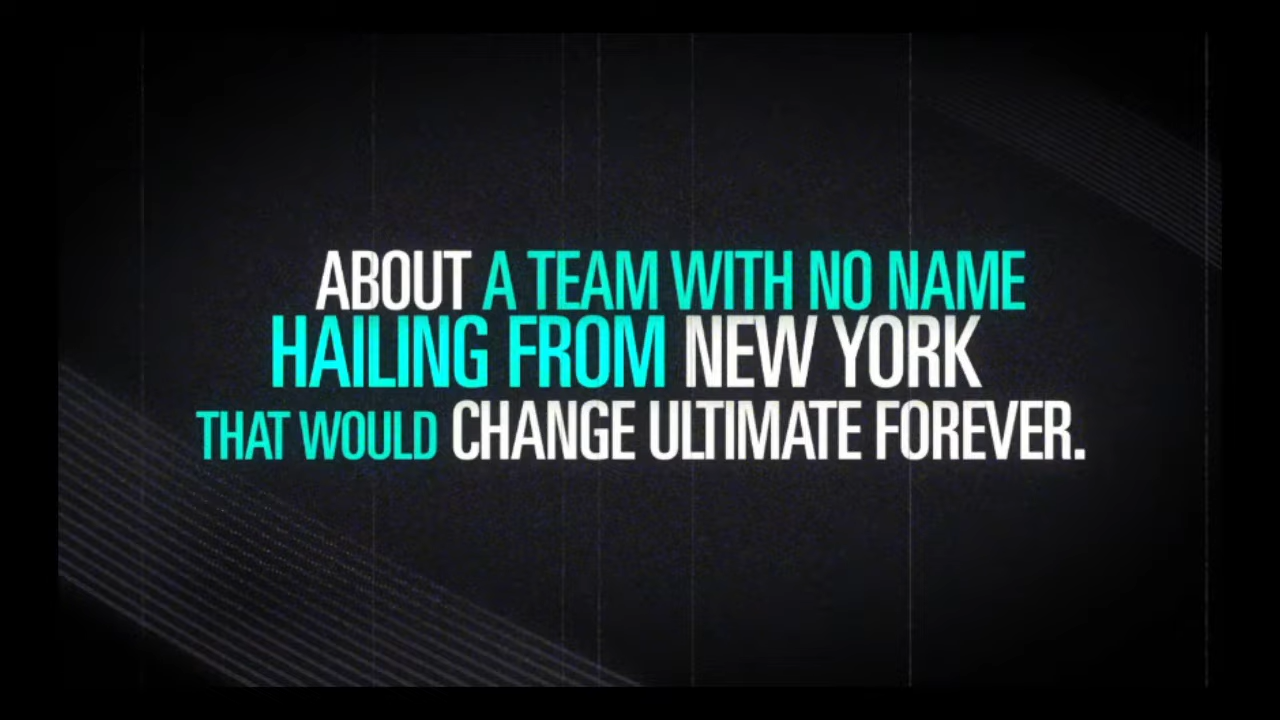 ABOUT A TEAM WITH NO NAME
HAILING FROM NEW YORK
THAT WOULD CHANGE ULTIMATE FOREVER.